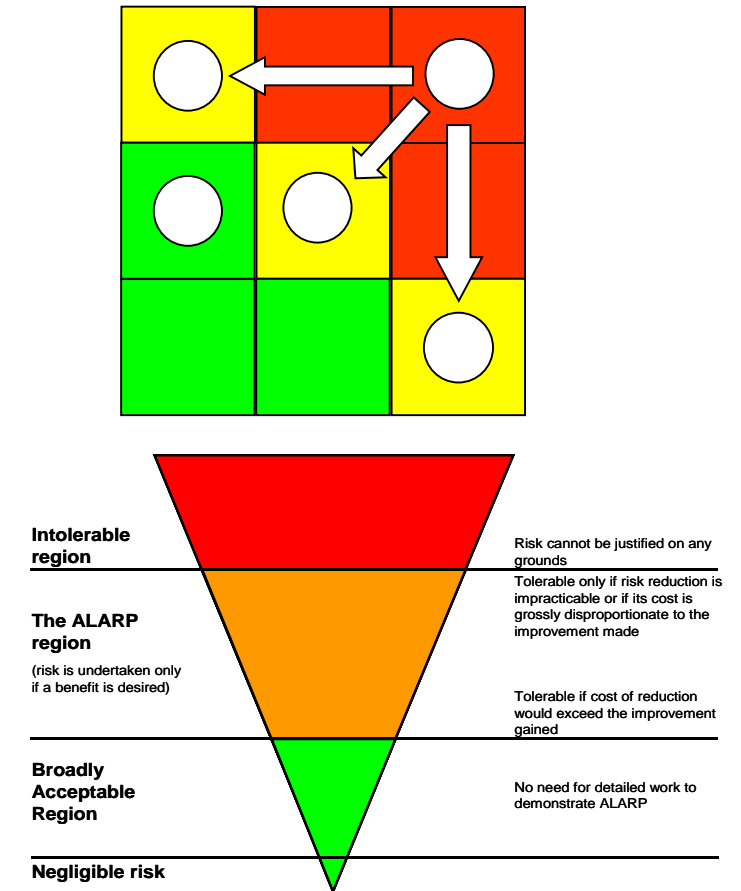 Intolerable
region
Risk cannot be justified on any
grounds
The ALARP
region
(risk is undertaken only
if a benefit is desired)
Tolerable only if risk reduction is
impracticable or if its cost is
grossly disproportionate to the
improvement made
Tolerable if cost of reduction
would exceed the improvement
gained
Broadly
Acceptable
Region
No need for detailed work to
demonstrate ALARP
Negligible risk